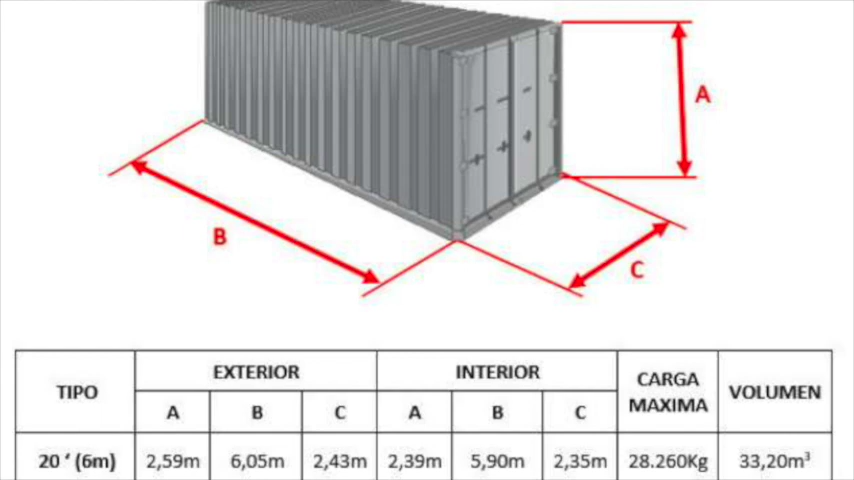 A
B
C
TIPO EXTERIOR INTERIOR CARGA MAXIMA VOLUMEN
A B C A B C
20 ‘ (6m) 2,59m 6,05m 2,43m 2,39m 5,90m 2,35m 28.260Kg 33,20m³